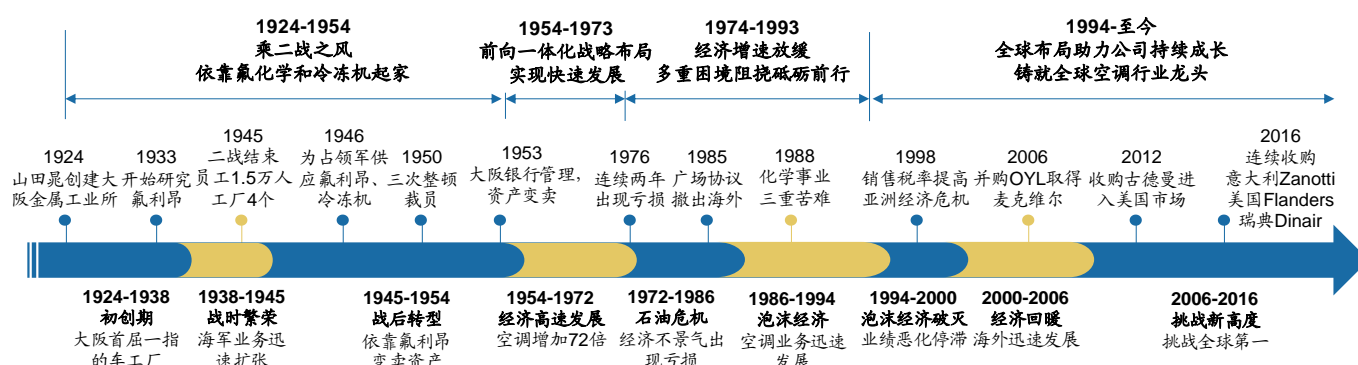 1924-1954
乘二战之风
依靠氟化学和冷冻机起家
1954-1973
前向一体化战略布局
实现快速发展
1974-1993
经济增速放缓
多重困境阻挠砥砺前行
1994-至今
全球布局助力公司持续成长
铸就全球空调行业龙头
1924
山田晁创建大
阪金属工业所
1933
开始研究
氟利昂
1945
二战结束
员工1.5万人
工厂4个
1946
为占领军供
应氟利昂、
冷冻机
1950
三次整顿
裁员
1953
大阪银行管理,
资产变卖
1976
连续两年
出现亏损
1985
广场协议
撤出海外
1988
化学事业
三重苦难
1998
销售税率提高
亚洲经济危机
2006
并购OYL取得
麦克维尔
2012
收购古德曼进
入美国市场
2016
连续收购
意大利Zanotti
美国Flanders
瑞典Dinair
1924-1938
初创期
大阪首屈一指
的车工厂
1938-1945
战时繁荣
海军业务迅
速扩张
1945-1954
战后转型
依靠氟利昂
变卖资产
1954-1972
经济高速发展
空调增加72倍
1972-1986
石油危机
经济不景气出
现亏损
1986-1994
泡沫经济
空调业务迅速
发展
1994-2000
泡沫经济破灭
业绩恶化停滞
2000-2006
经济回暖
海外迅速发展
2006-2016
挑战新高度
挑战全球第一